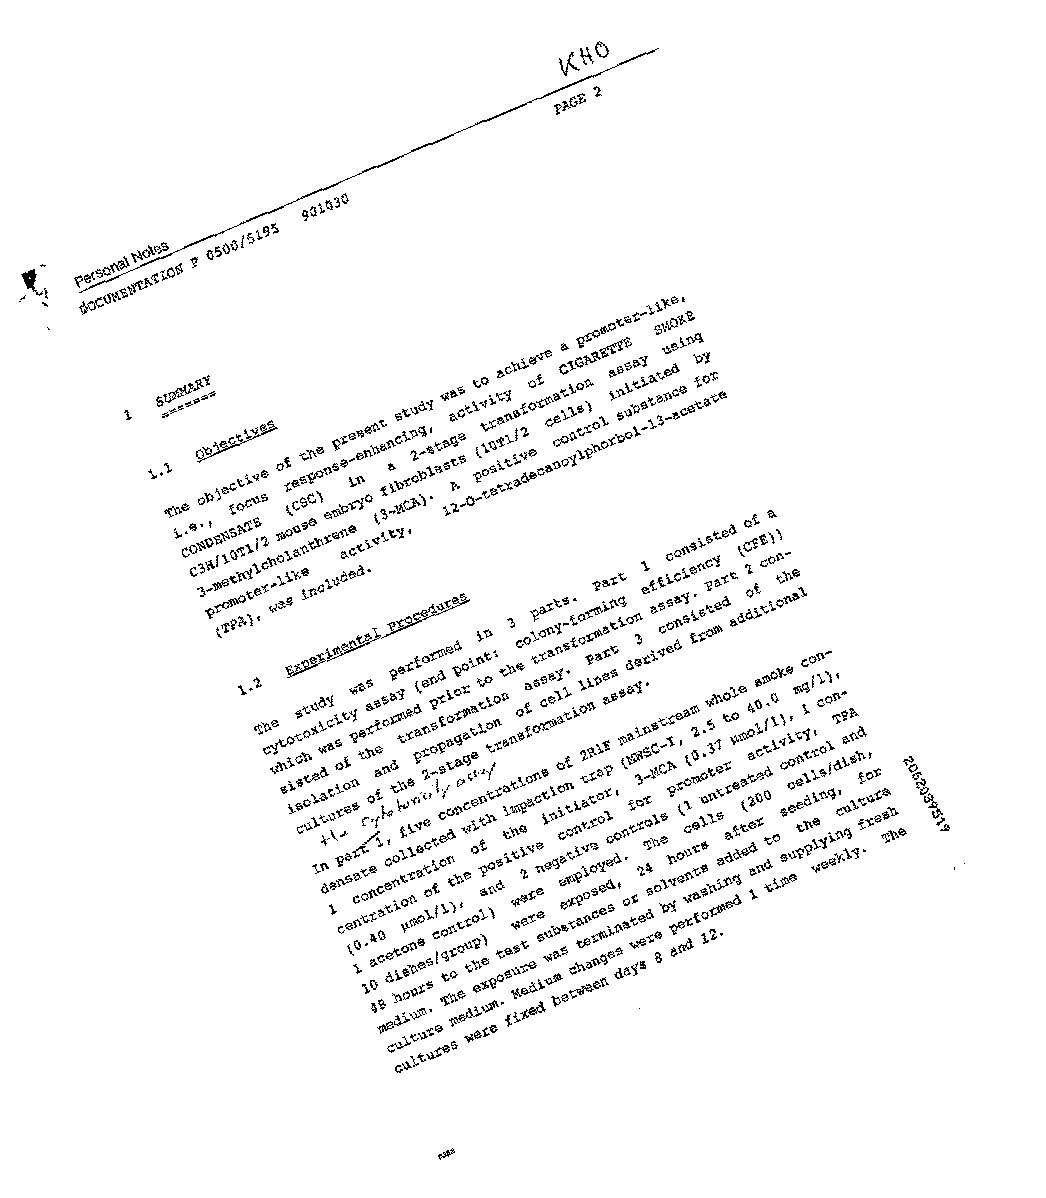 KHO
PAGE 2
Personal Notes
DOCUMENTATION P 0500/5195 901030
1 SUMMARY
=======
1.1 Objectives
The objective of the present study was to achieve a promoter-like,
i.e., focus response-enhancing, activity of CIGARETTE SMOKE
CONDENSATE (CSC) in a 2-stage transformation assay using
C3H/10T1/2 mouse embryo fibroblasts (10T1/2 cells) initiated by
3-methylcholanthrene (3-MCA). A positive control substance for
promoter-like activity, 12-O-tetradecanoylphorbol-13-acetate
(TPA), was included.
1.2 Experimental Procedures
The study was performed in 3 parts. Part 1 consisted of a
cytotoxicity assay (end point: colony-forming efficiency (CFE))
which was performed prior to the transformation assay. Part 2 con-
sisted of the transformation assay. Part 3 consisted of the
isolation and propagation of cell lines derived from additional
cultures of the 2-stage transformation assay.
the cytotoxicity assay
In part 1, five concentrations of 2R1F mainstream whole smoke con-
densate collected with impaction trap (MWSC-I, 2.5 to 40.0 mg/l),
1 concentration of the initiator, 3-MCA (0.37 µmol/l), 1 con-
centration of the positive control for promoter activity, TPA
(0.40 µmol/l), and 2 negative controls (1 untreated control and
1 acetone control) were employed. The cells (200 cells/dish,
10 dishes/group) were exposed, 24 hours after seeding, for
48 hours to the test substances or solvents added to the culture
medium. The exposure was terminated by washing and supplying fresh
culture medium. Medium changes were performed 1 time weekly. The
cultures were fixed between days 8 and 12.
2062039519